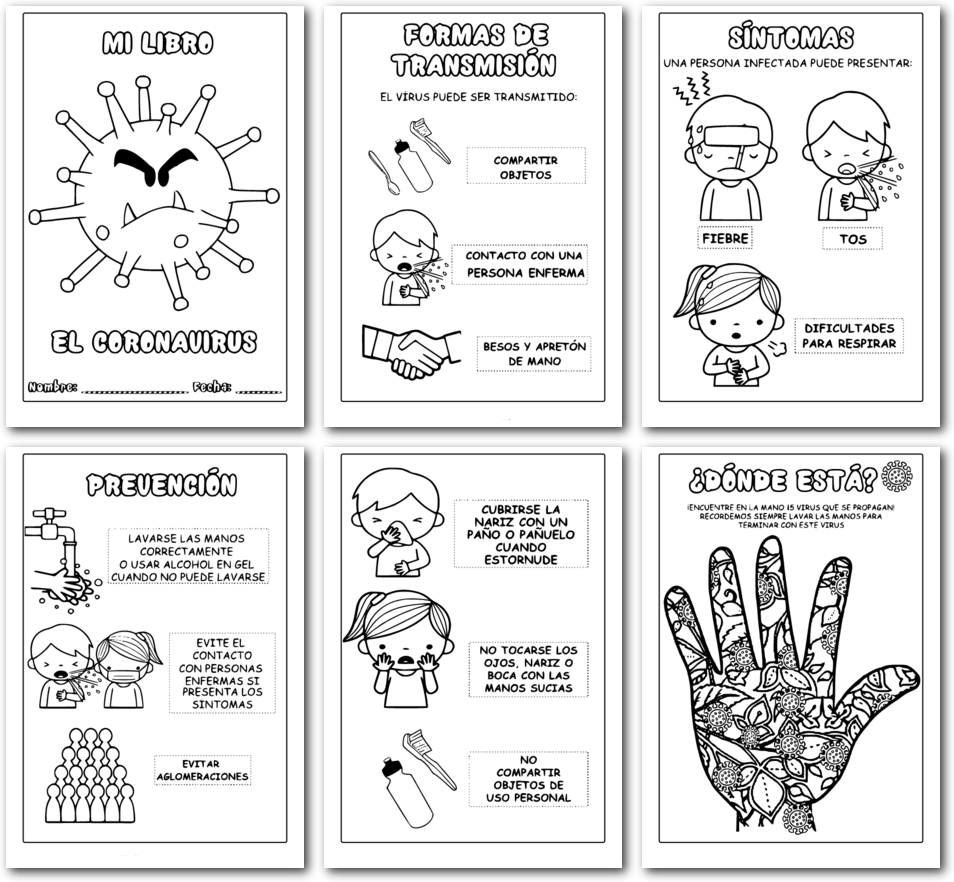 MI LIBRO
EL CORONAVIRUS
Nombre: Fecha:
FORMAS DE
TRANSMISIÓN
EL VÍRUS PUEDE SER TRANSMITIDO:
COMPARTIR
OBJETOS
CONTACTO CON UNA
PERSONA ENFERMA
BESOS Y APRETÓN
DE MANO
SÍNTOMAS
UNA PERSONA INFECTADA PUEDE PRESENTAR:
FIEBRE
TOS
DIFICULTADES
PARA RESPIRAR
PREVENCIÓN
LAVARSE LAS MANOS
CORRECTAMENTE
O USAR ALCOHOL EN GEL
CUANDO NO PUEDE LAVARSE
EVITE EL
CONTACTO
CON PERSONAS
ENFERMAS SI
PRESENTA LOS
SINTOMAS
EVITAR
AGLOMERACIONES
CUBRIRSE LA
NARIZ CON UN
PAÑO O PAÑUELO
CUANDO
ESTORNUDE
NO TOCARSE LOS
OJOS, NARIZ O
BOCA CON LAS
MANOS SUCIAS
NO
COMPARTIR
OBJETOS DE
USO PERSONAL
¿DÓNDE ESTÁ?
¡ENCUENTRE EN LA MANO 15 VIRUS QUE SE PROPAGAN!
RECORDEMOS SIEMPRE LAVAR LAS MANOS PARA
TERMINAR CON ESTE VIRUS